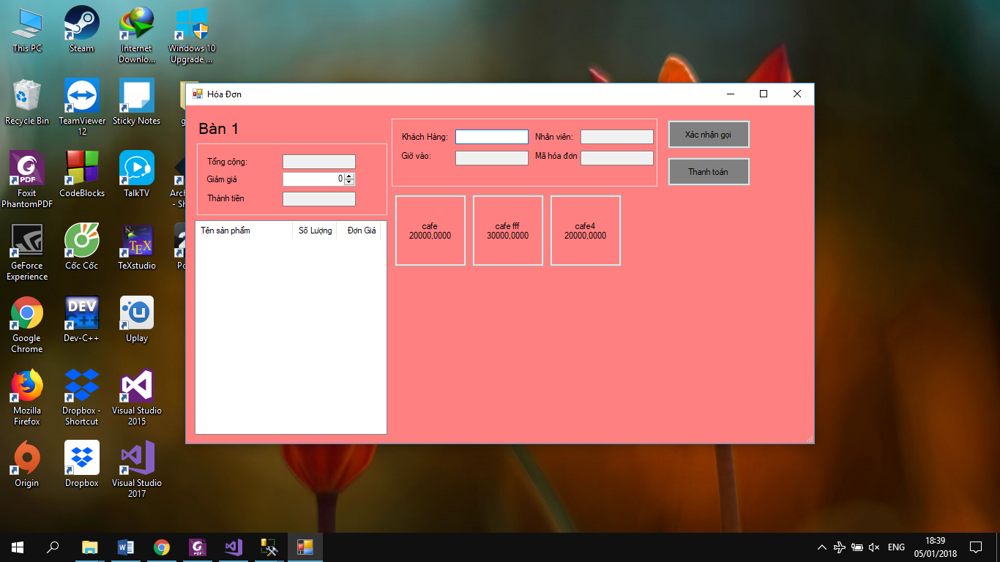 This PC
Steam
Internet
Downlo...
Windows 10
Upgrade ...
Recycle Bin
TeamViewer
12
Sticky Notes
g
Foxit
PhantomPDF
PDF
CodeBlocks
TalkTV
Arch
- Sh
GeForce
Experience
Cốc Cốc
TEX
TeXstudio
Po
Google
Chrome
DEV
C++
Dev-C++
Uplay
Mozilla
Firefox
Dropbox -
Shortcut
Visual Studio
2015
Origin
Dropbox
Visual Studio
2017
Hóa Đơn
Bàn 1
Tổng cộng:
Giảm giá
0
Thành tiền
Tên sản phẩm Số Lượng Đơn Giá
Khách Hàng: Nhân viên:
Giờ vào: Mã hóa đơn
Xác nhận gọi
Thanh toán
cafe
20000,0000
cafe fff
30000,0000
cafe4
20000,0000
PDF
ENG
18:39
05/01/2018